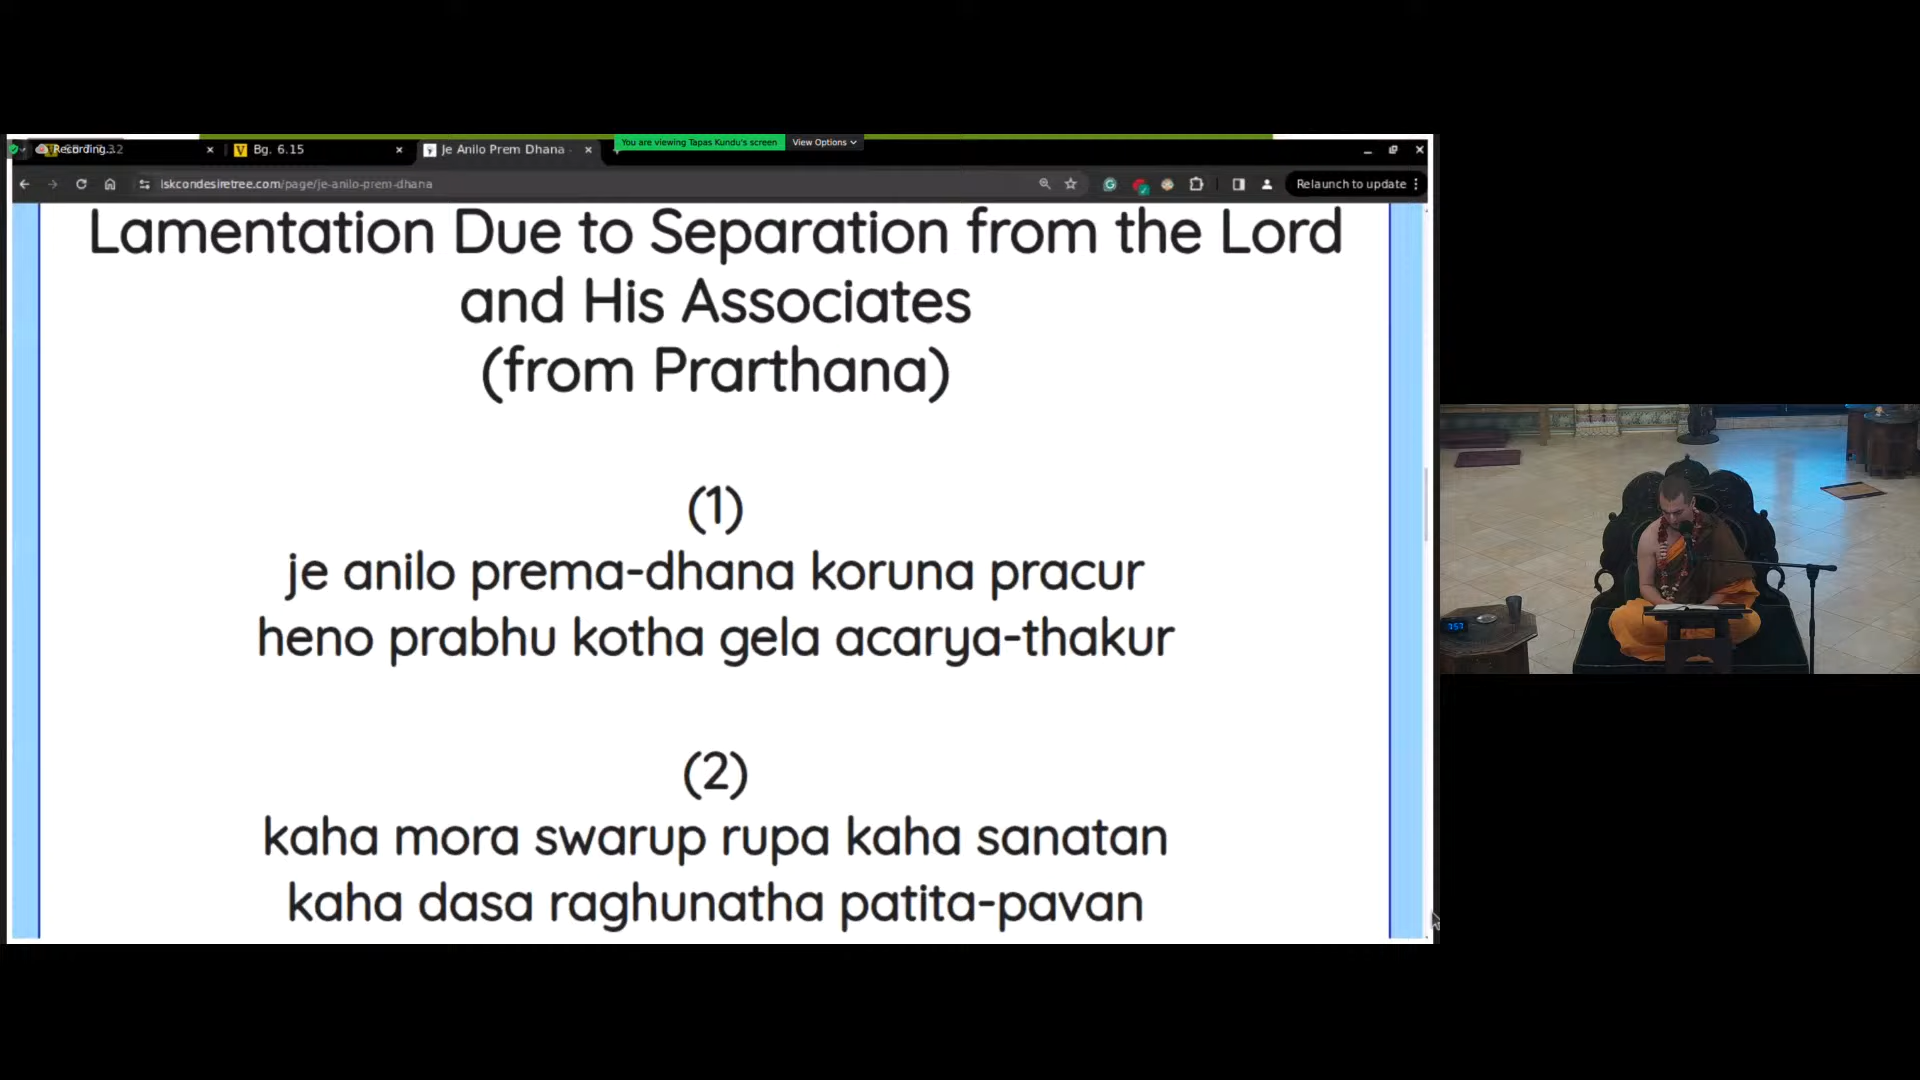 Recording...
Bg. 6.15
Je Anilo Prem Dhana -
You are viewing Tapas Kundu's screen
View Options
iskcondesiretree.com/page/je-anilo-prem-dhana
Relaunch to update
Lamentation Due to Separation from the Lord
and His Associates
(from Prarthana)
(1)
je anilo prema-dhana koruna pracur
heno prabhu kotha gela acarya-thakur
(2)
kaha mora swarup rupa kaha sanatan
kaha dasa raghunatha patita-pavan
7:57